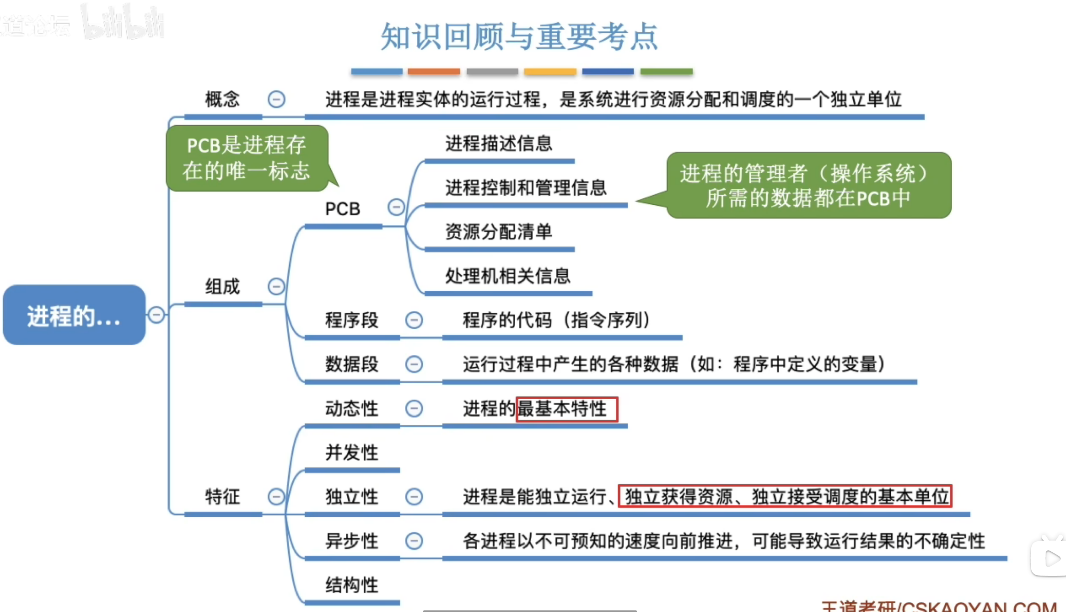 道论坛 bilibili
知识回顾与重要考点
概念
进程是进程实体的运行过程，是系统进行资源分配和调度的一个独立单位
PCB是进程存
在的唯一标志
进程描述信息
进程控制和管理信息
进程的管理者（操作系统）
所需的数据都在PCB中
PCB
资源分配清单
处理机相关信息
组成
进程的...
程序段
程序的代码（指令序列）
数据段
运行过程中产生的各种数据（如：程序中定义的变量）
动态性
进程的最基本特性
并发性
特征
独立性
进程是能独立运行、独立获得资源、独立接受调度的基本单位
异步性
各进程以不可预知的速度向前推进，可能导致运行结果的不确定性
结构性
王道考研/CSKAOYAN.COM